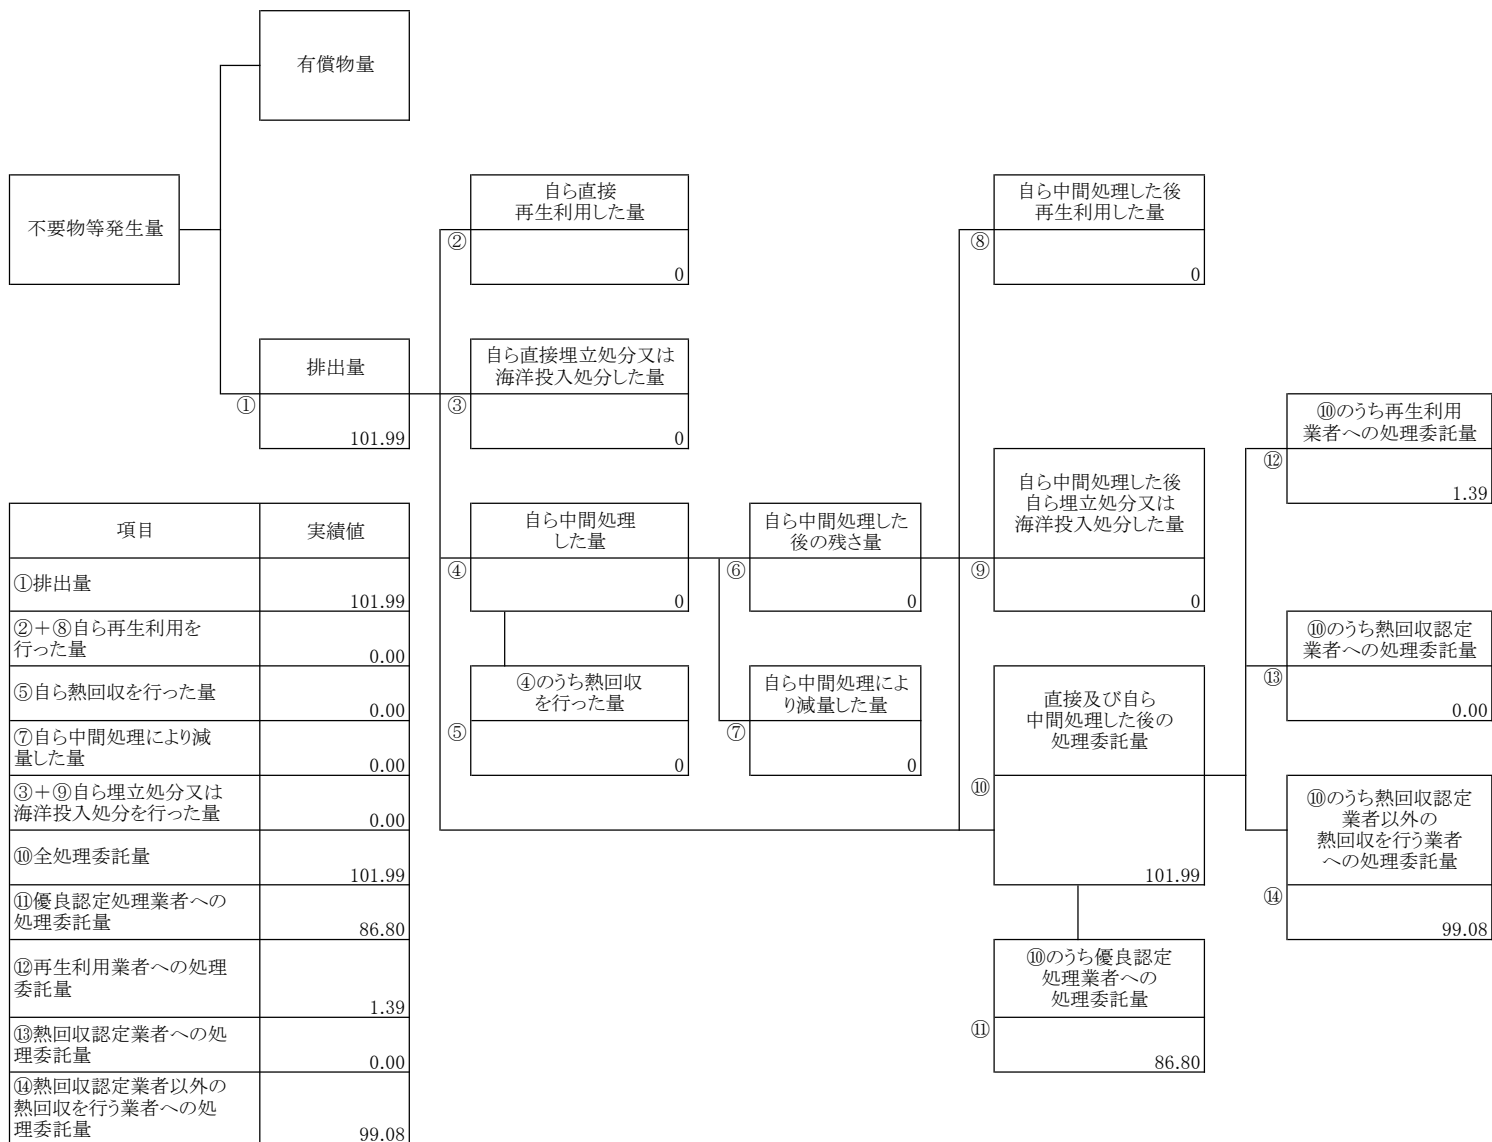 有償物量
不要物等発生量
排出量
①
101.99
自ら直接
再生利用した量
②
0
自ら直接埋立処分又は
海洋投入処分した量
③
0
自ら中間処理
した量
④
0
④のうち熱回収
を行った量
⑤
0
自ら中間処理した
後の残さ量
⑥
0
自ら中間処理によ
り減量した量
⑦
0
自ら中間処理した後
再生利用した量
⑧
0
自ら中間処理した後
自ら埋立処分又は
海洋投入処分した量
⑨
0
直接及び自ら
中間処理した後の
処理委託量
⑩
101.99
⑩のうち優良認定
処理業者への
処理委託量
⑪
86.80
⑩のうち再生利用
業者への処理委託量
⑫
1.39
⑩のうち熱回収認定
業者への処理委託量
⑬
0.00
⑩のうち熱回収認定
業者以外の
熱回収を行う業者
への処理委託量
⑭
99.08
項目 実績値
①排出量
101.99
②+⑧自ら再生利用を
行った量
0.00
⑤自ら熱回収を行った量
0.00
⑦自ら中間処理により減
量した量
0.00
③+⑨自ら埋立処分又は
海洋投入処分を行った量
0.00
⑩全処理委託量
101.99
⑪優良認定処理業者への
処理委託量
86.80
⑫再生利用業者への処理
委託量
1.39
⑬熱回収認定業者への処
理委託量
0.00
⑭熱回収認定業者以外の
熱回収を行う業者への処
理委託量
99.08